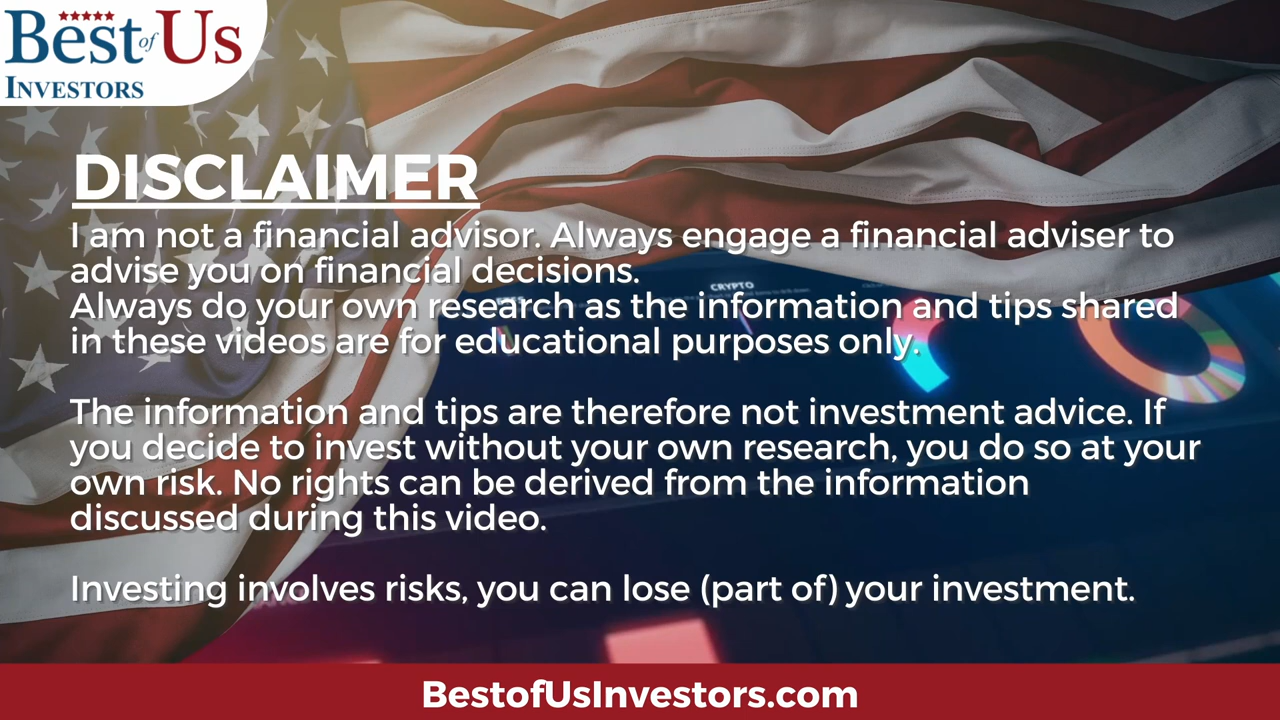 Best of Us
Investors
DISCLAIMER
I am not a financial advisor. Always engage a financial adviser to
advise you on financial decisions.
CRYPTO
Always do your own research as the information and tips shared
in these videos are for educational purposes only.
The information and tips are therefore not investment advice. If
you decide to invest without your own research, you do so at your
own risk. No rights can be derived from the information
discussed during this video.
Investing involves risks, you can lose (part of) your investment.
BestofUsInvestors.com